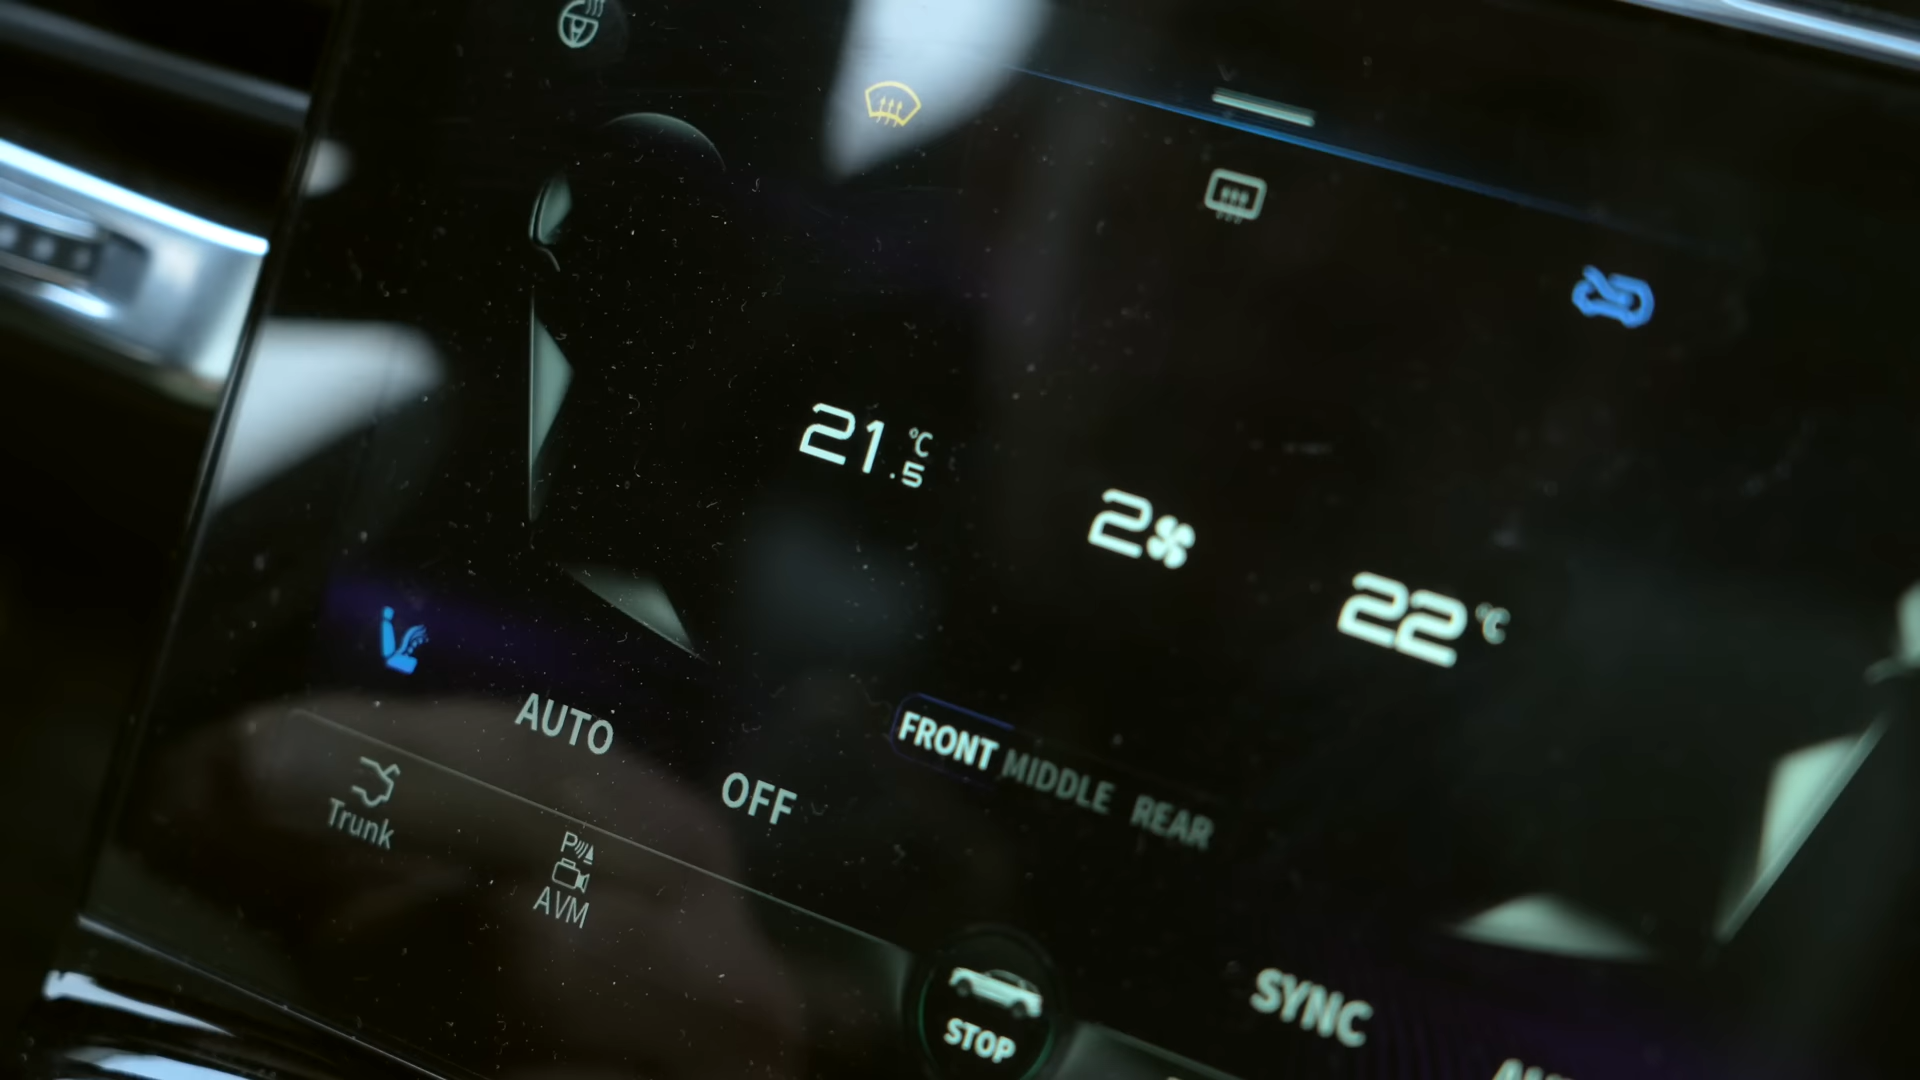 21.5 °C
2
22 °C
AUTO
OFF
FRONT MIDDLE REAR
Trunk
P
AVM
STOP
SYNC